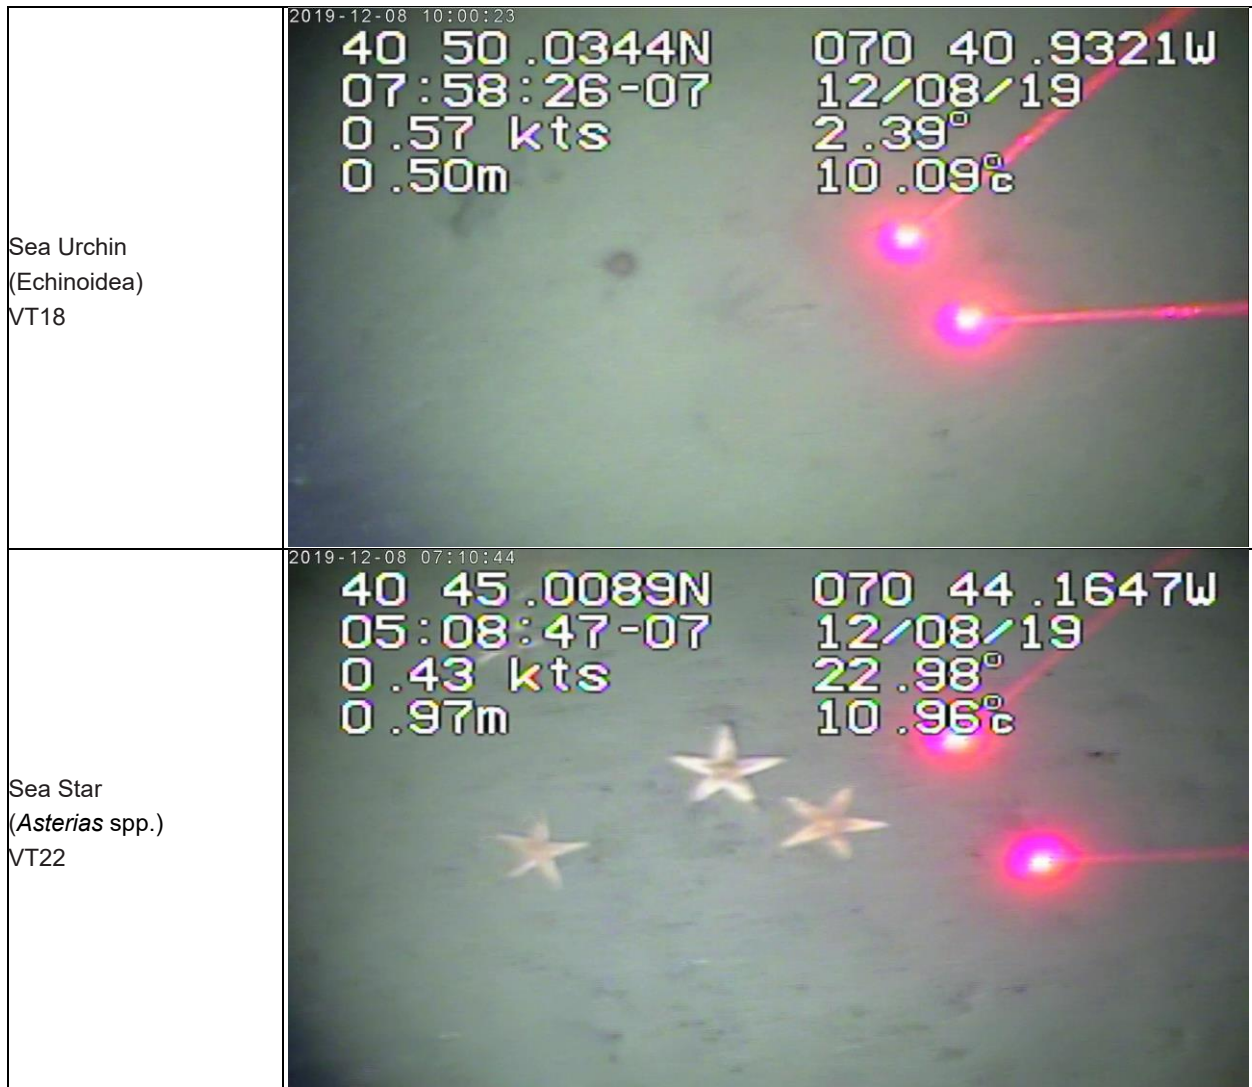 Sea Urchin
(Echinoidea)
VT18
2019-12-08 10:00:23
40 50.0344N 070 40.9321W
07:58:26-07 12/08/19
0.57 kts 2.39°
0.50m 10.09°c
Sea Star
(Asterias spp.)
VT22
2019-12-08 07:10:44
40 45.0089N 070 44.1647W
05:08:47-07 12/08/19
0.43 kts 22.98°
0.97m 10.96°c